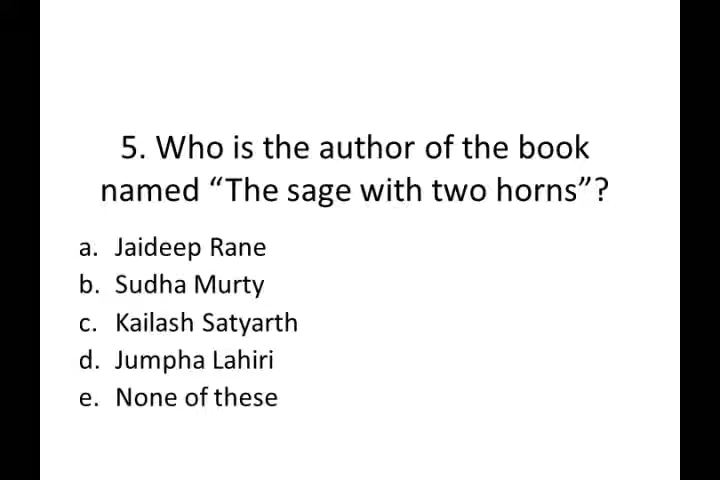 5. Who is the author of the book
named “The sage with two horns”?
a. Jaideep Rane
b. Sudha Murty
c. Kailash Satyarth
d. Jumpha Lahiri
e. None of these